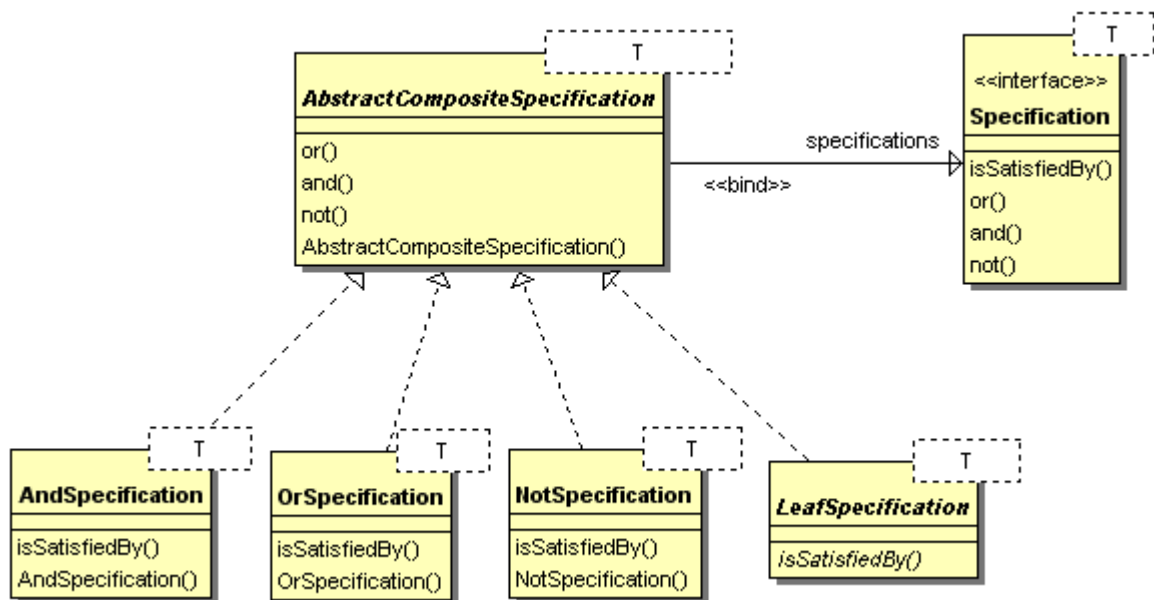 T
AbstractCompositeSpecification
or()
and()
not()
AbstractCompositeSpecification()
specifications
<<bind>>
T
<<interface>>
Specification
isSatisfiedBy()
or()
and()
not()
T
AndSpecification
isSatisfiedBy()
AndSpecification()
T
OrSpecification
isSatisfiedBy()
OrSpecification()
T
NotSpecification
isSatisfiedBy()
NotSpecification()
T
LeafSpecification
isSatisfiedBy()